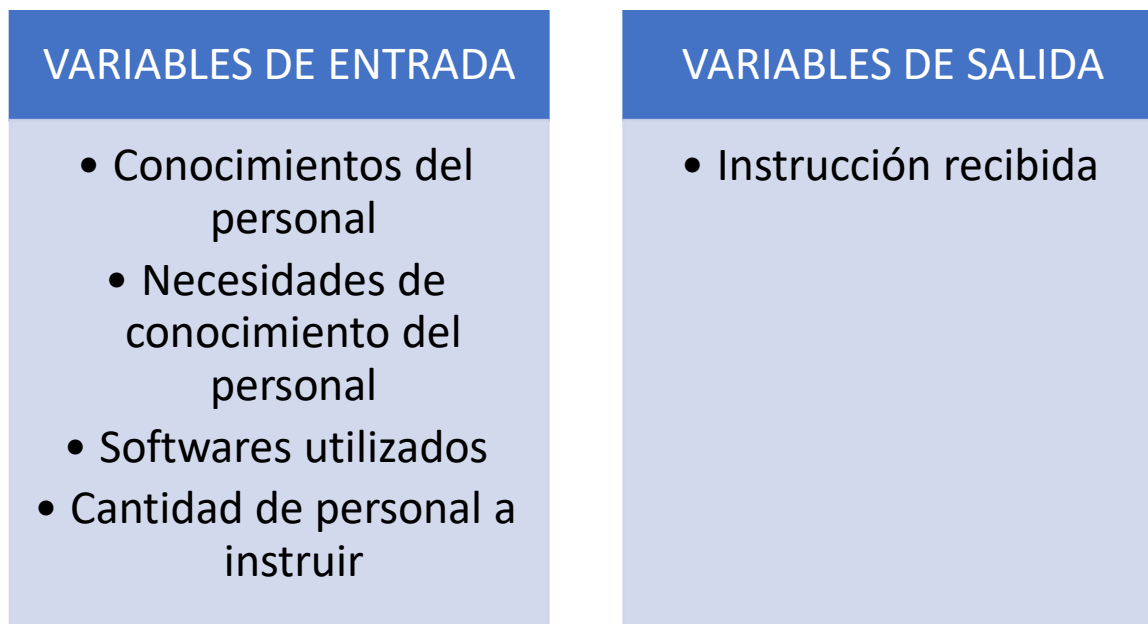 VARIABLES DE ENTRADA
• Conocimientos del
personal
• Necesidades de
conocimiento del
personal
• Softwares utilizados
• Cantidad de personal a
instruir
VARIABLES DE SALIDA
• Instrucción recibida